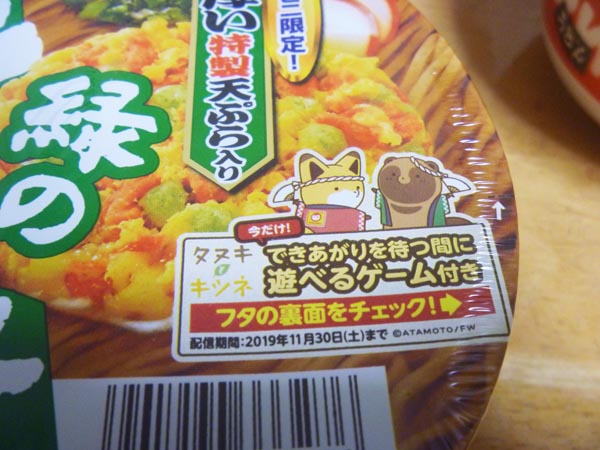 ミニ限定！
厚い特製天ぷら入り
緑の
今だけ！
タヌキ
キツネ
できあがりを待つ間に
遊べるゲーム付き
フタの裏面をチェック！
配信期間：2019年11月30日(土)まで ©ATAMOTO/FW